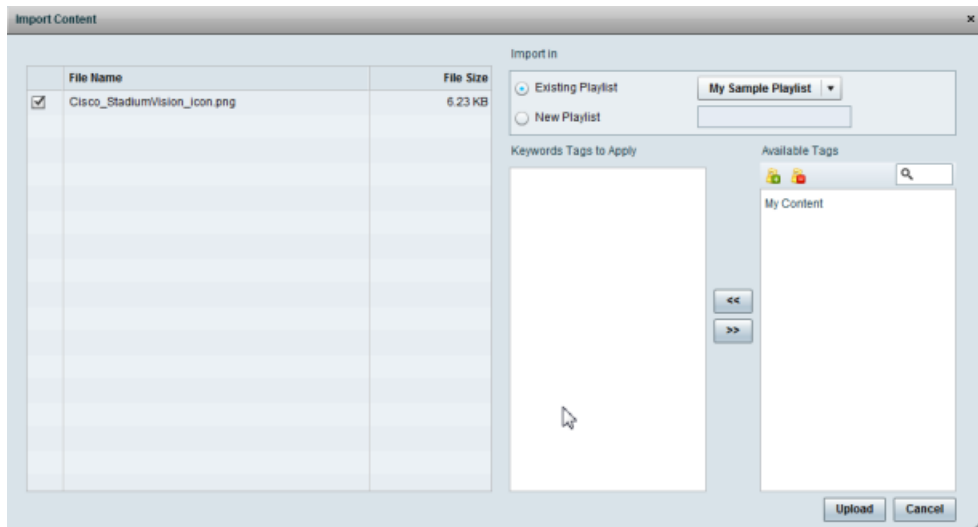 Import Content
x
File Name File Size
Cisco_StadiumVision_icon.png 6.23 KB
Import in
Existing Playlist My Sample Playlist
New Playlist
Keywords Tags to Apply
Available Tags
My Content
<<
>>
Upload Cancel